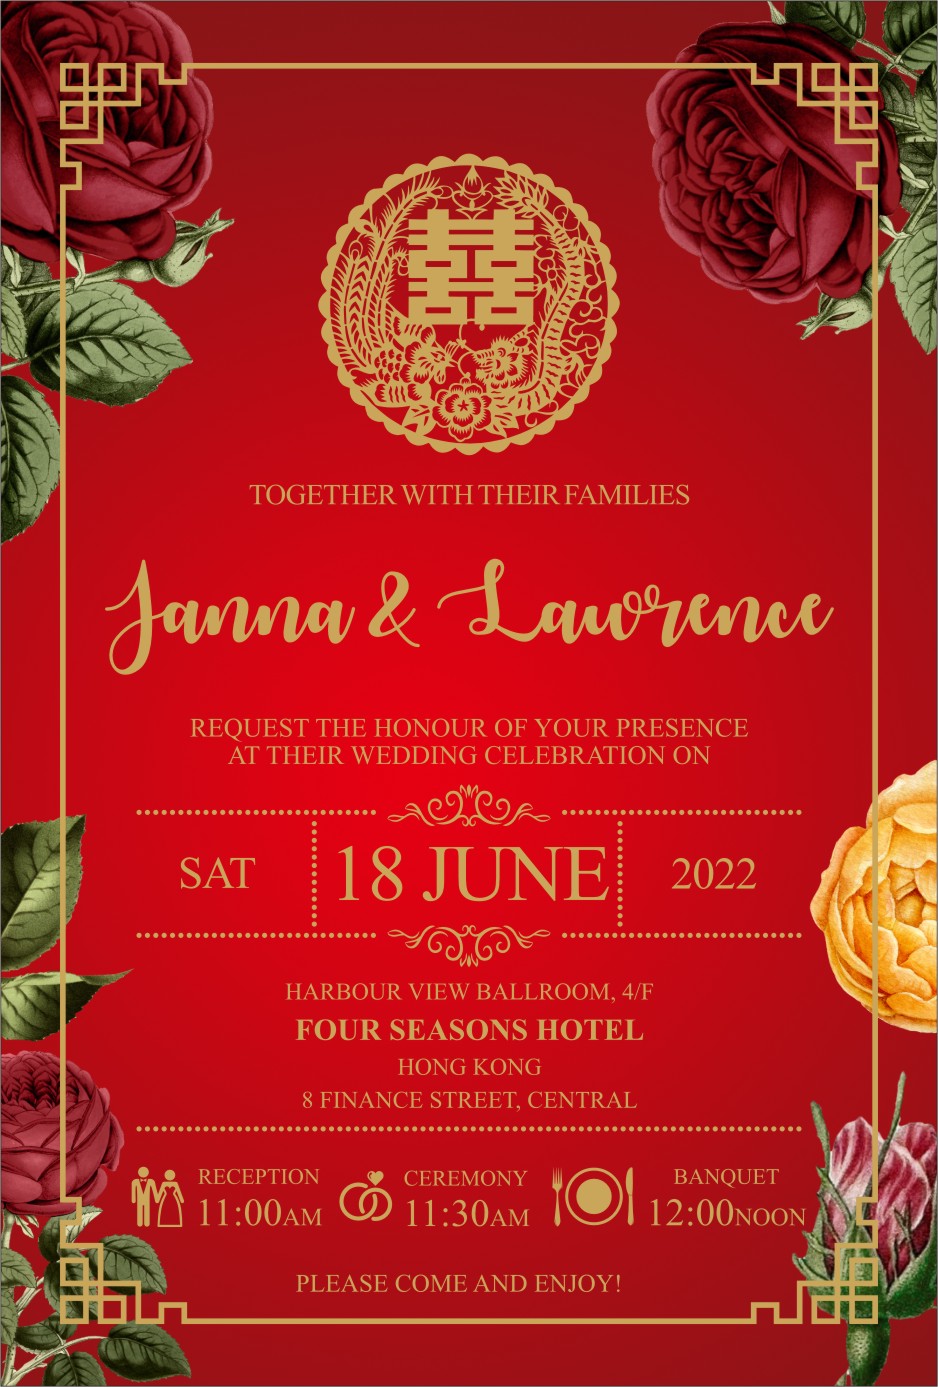 囍
TOGETHER WITH THEIR FAMILIES
Janna & Lawrence
REQUEST THE HONOUR OF YOUR PRESENCE
AT THEIR WEDDING CELEBRATION ON
SAT 18 JUNE 2022
HARBOUR VIEW BALLROOM, 4/F
FOUR SEASONS HOTEL
HONG KONG
8 FINANCE STREET, CENTRAL
RECEPTION
11:00AM
CEREMONY
11:30AM
BANQUET
12:00NOON
PLEASE COME AND ENJOY!